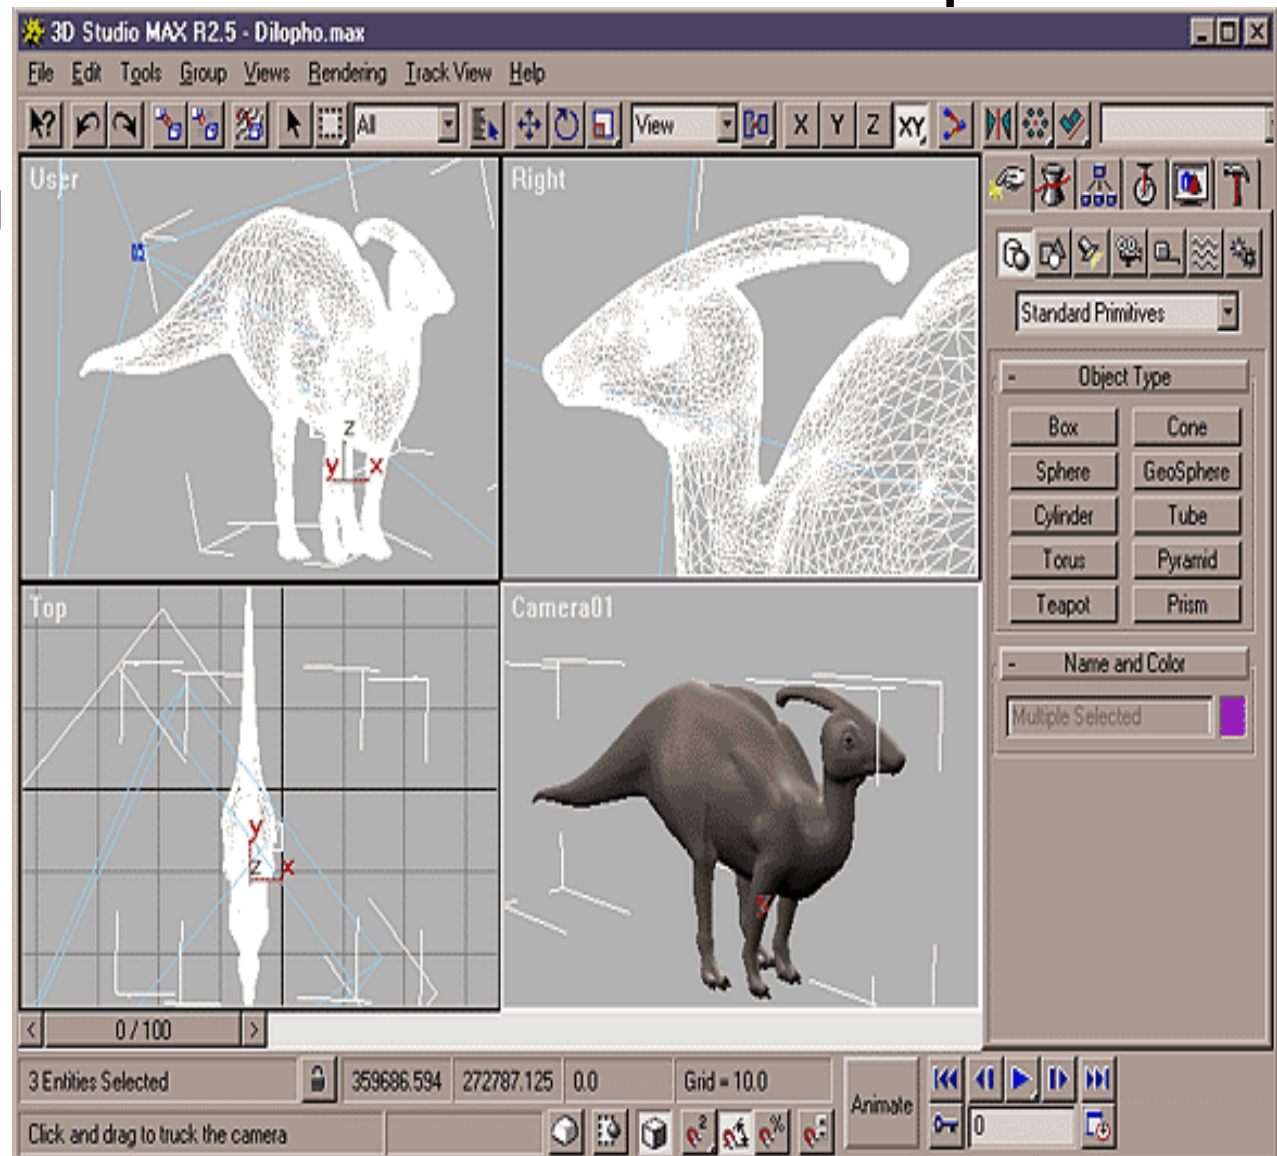 3D Studio MAX R2.5 - Dilopho.max
File Edit Tools Group Views Rendering Track View Help
All View X Y Z XY
User
Right
z
y x
Top
Camera01
y
z x
Standard Primitives
- Object Type
Box Cone
Sphere GeoSphere
Cylinder Tube
Torus Pyramid
Teapot Prism
- Name and Color
Multiple Selected
< 0 / 100 >
3 Entities Selected 359686.594 272787.125 0.0 Grid = 10.0
Animate
0
Click and drag to truck the camera